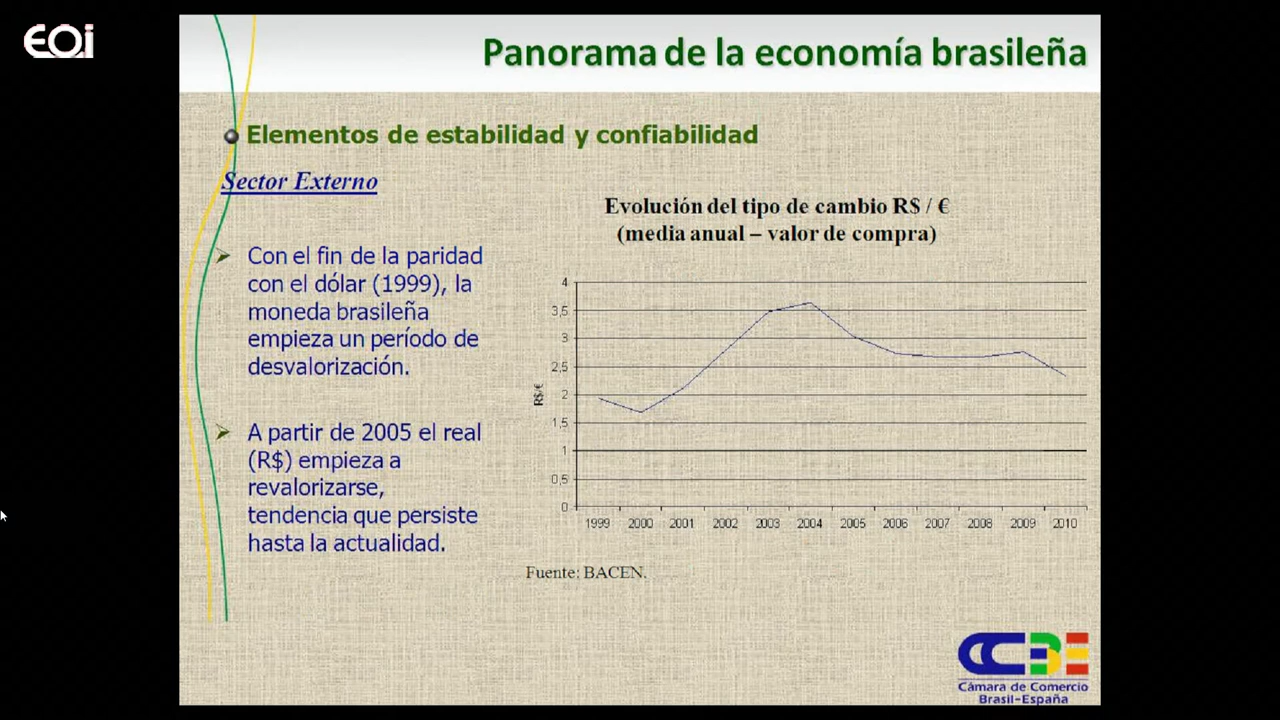 EOi
Panorama de la economía brasileña
Elementos de estabilidad y confiabilidad
Sector Externo
Con el fin de la paridad
con el dólar (1999), la
moneda brasileña
empieza un período de
desvalorización.
A partir de 2005 el real
(R$) empieza a
revalorizarse,
tendencia que persiste
hasta la actualidad.
Evolución del tipo de cambio R$ / €
(media anual – valor de compra)
4
3,5
3
2,5
2
1,5
1
0,5
0
R$/€
1999 2000 2001 2002 2003 2004 2005 2006 2007 2008 2009 2010
Fuente: BACEN.
CCBE
Cámara de Comercio
Brasil-España